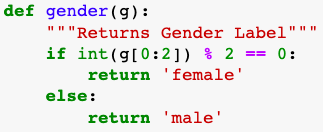 def gender(g):
    """Returns Gender Label"""
    if int(g[0:2]) % 2 == 0:
        return 'female'
    else:
        return 'male'